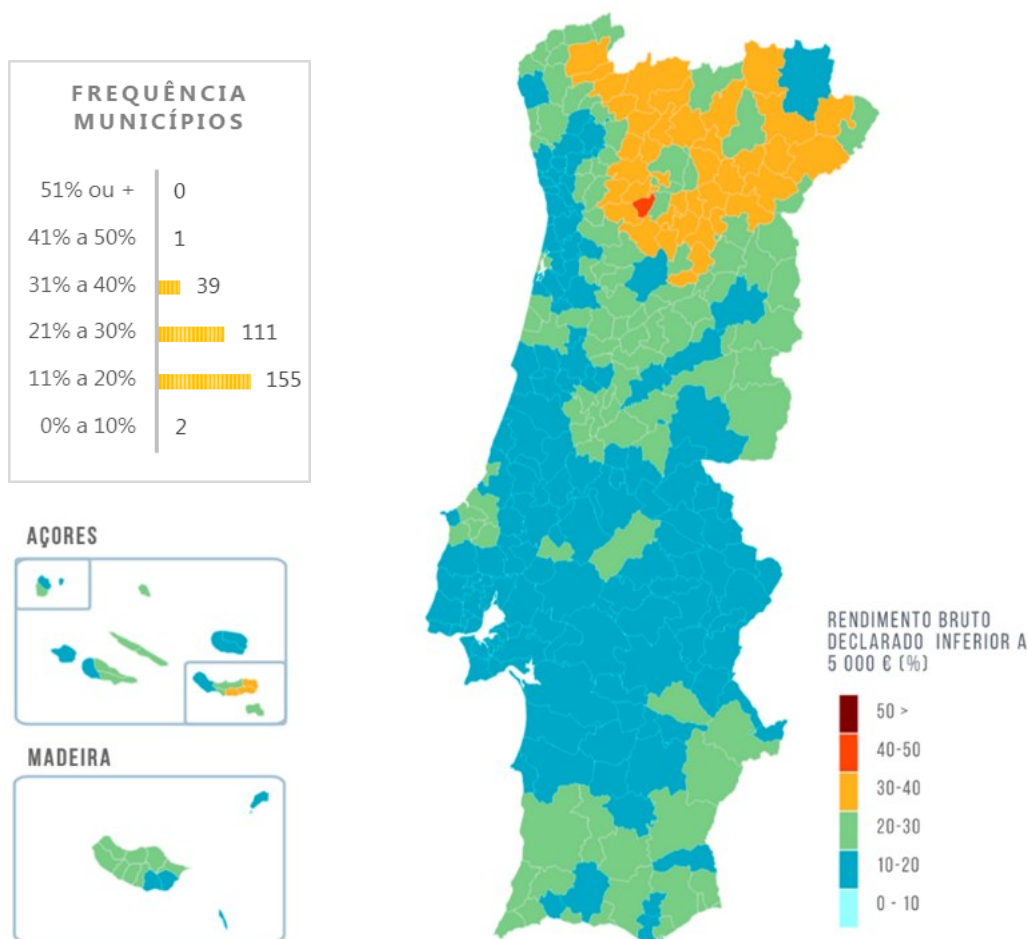 FREQUÊNCIA
MUNICÍPIOS
51% ou + 0
41% a 50% 1
31% a 40% 39
21% a 30% 111
11% a 20% 155
0% a 10% 2
AÇORES
MADEIRA
RENDIMENTO BRUTO
DECLARADO INFERIOR A
5 000 € (%)
50 >
40-50
30-40
20-30
10-20
0 - 10